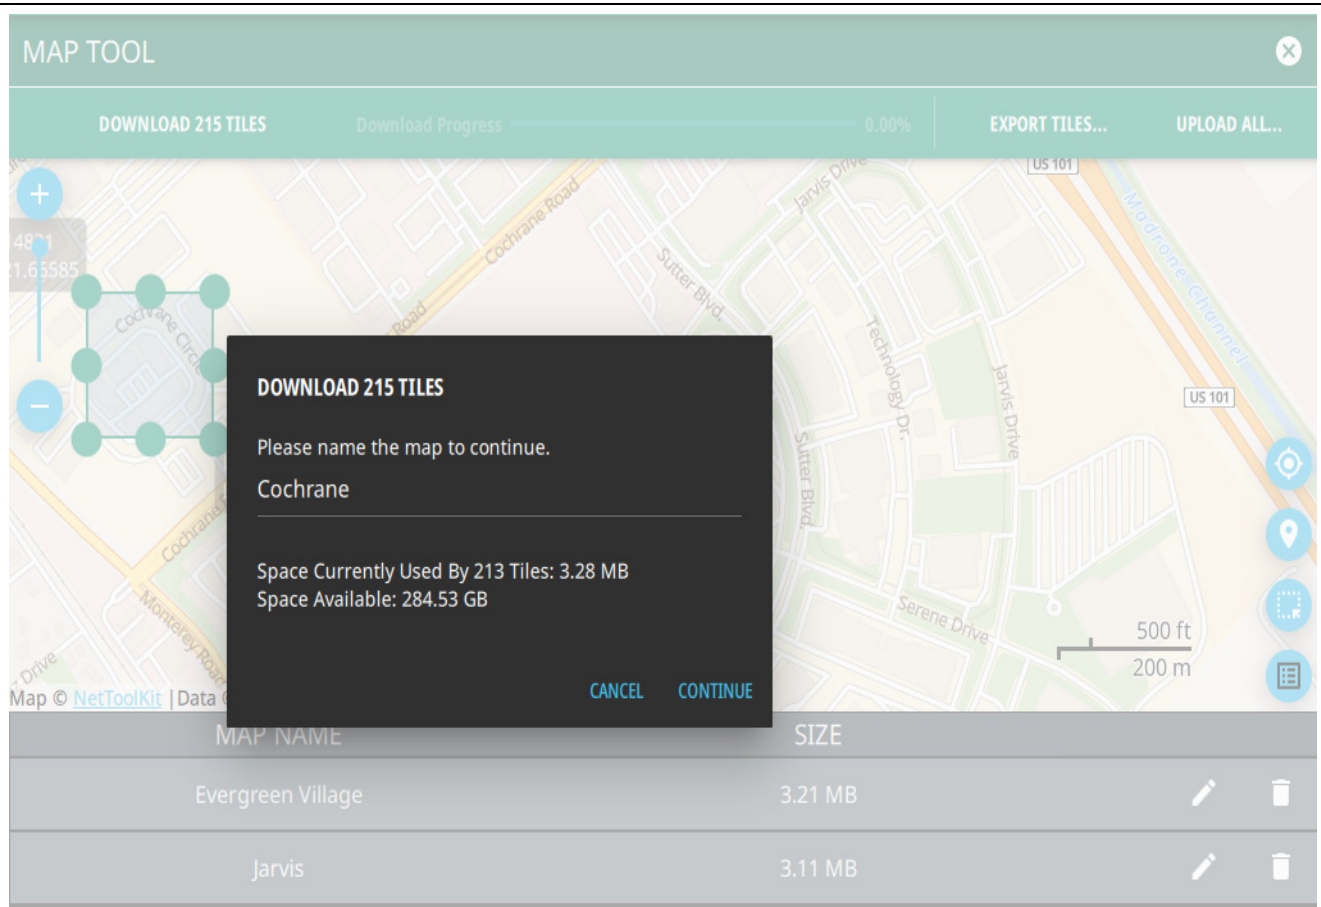 MAP TOOL
DOWNLOAD 215 TILES
Download Progress
0.00%
EXPORT TILES...
UPLOAD ALL...
Jarvis Drive
US 101
Cochrane Road
Madrone Channel
Sutter Blvd.
Cochrane Circle
Road
Technology Dr.
Jarvis Drive
US 101
DOWNLOAD 215 TILES
Please name the map to continue.
Cochrane
Sutter Blvd.
Cochrane
Space Currently Used By 213 Tiles: 3.28 MB
Space Available: 284.53 GB
Monterey Road
Serene Drive
500 ft
200 m
Drive
Map © NetToolKit | Data ©
CANCEL
CONTINUE
MAP NAME
SIZE
Evergreen Village
3.21 MB
Jarvis
3.11 MB